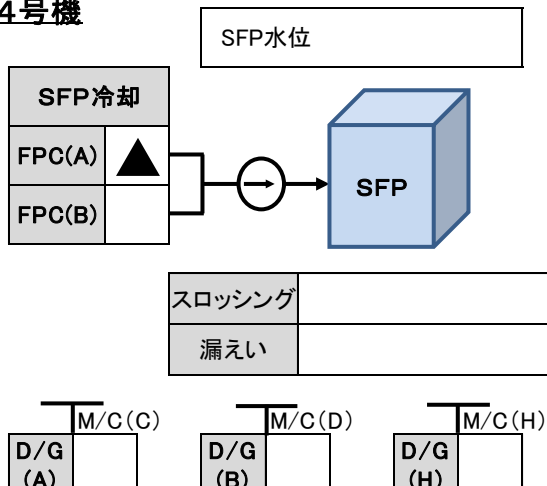 4号機
SFP水位
SFP冷却
FPC(A) ▲
FPC(B)
SFP
スロッシング
漏えい
M/C(C) M/C(D) M/C(H)
D/G D/G D/G
(A) (B) (H)